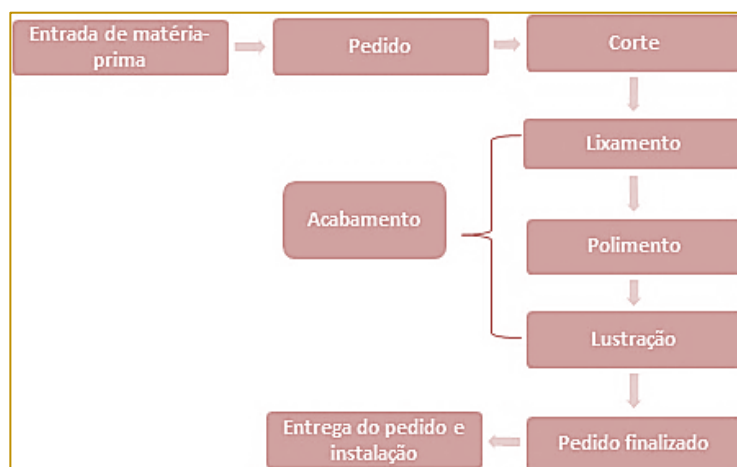 Entrada de matéria-
prima
Pedido
Corte
Lixamento
Acabamento
Polimento
Lustração
Pedido finalizado
Entrega do pedido e
instalação